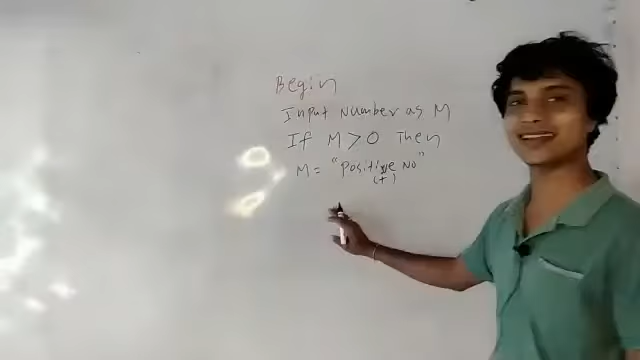 Begin
Input Number as M
If M > 0 Then
M = "Positive No"
(+)